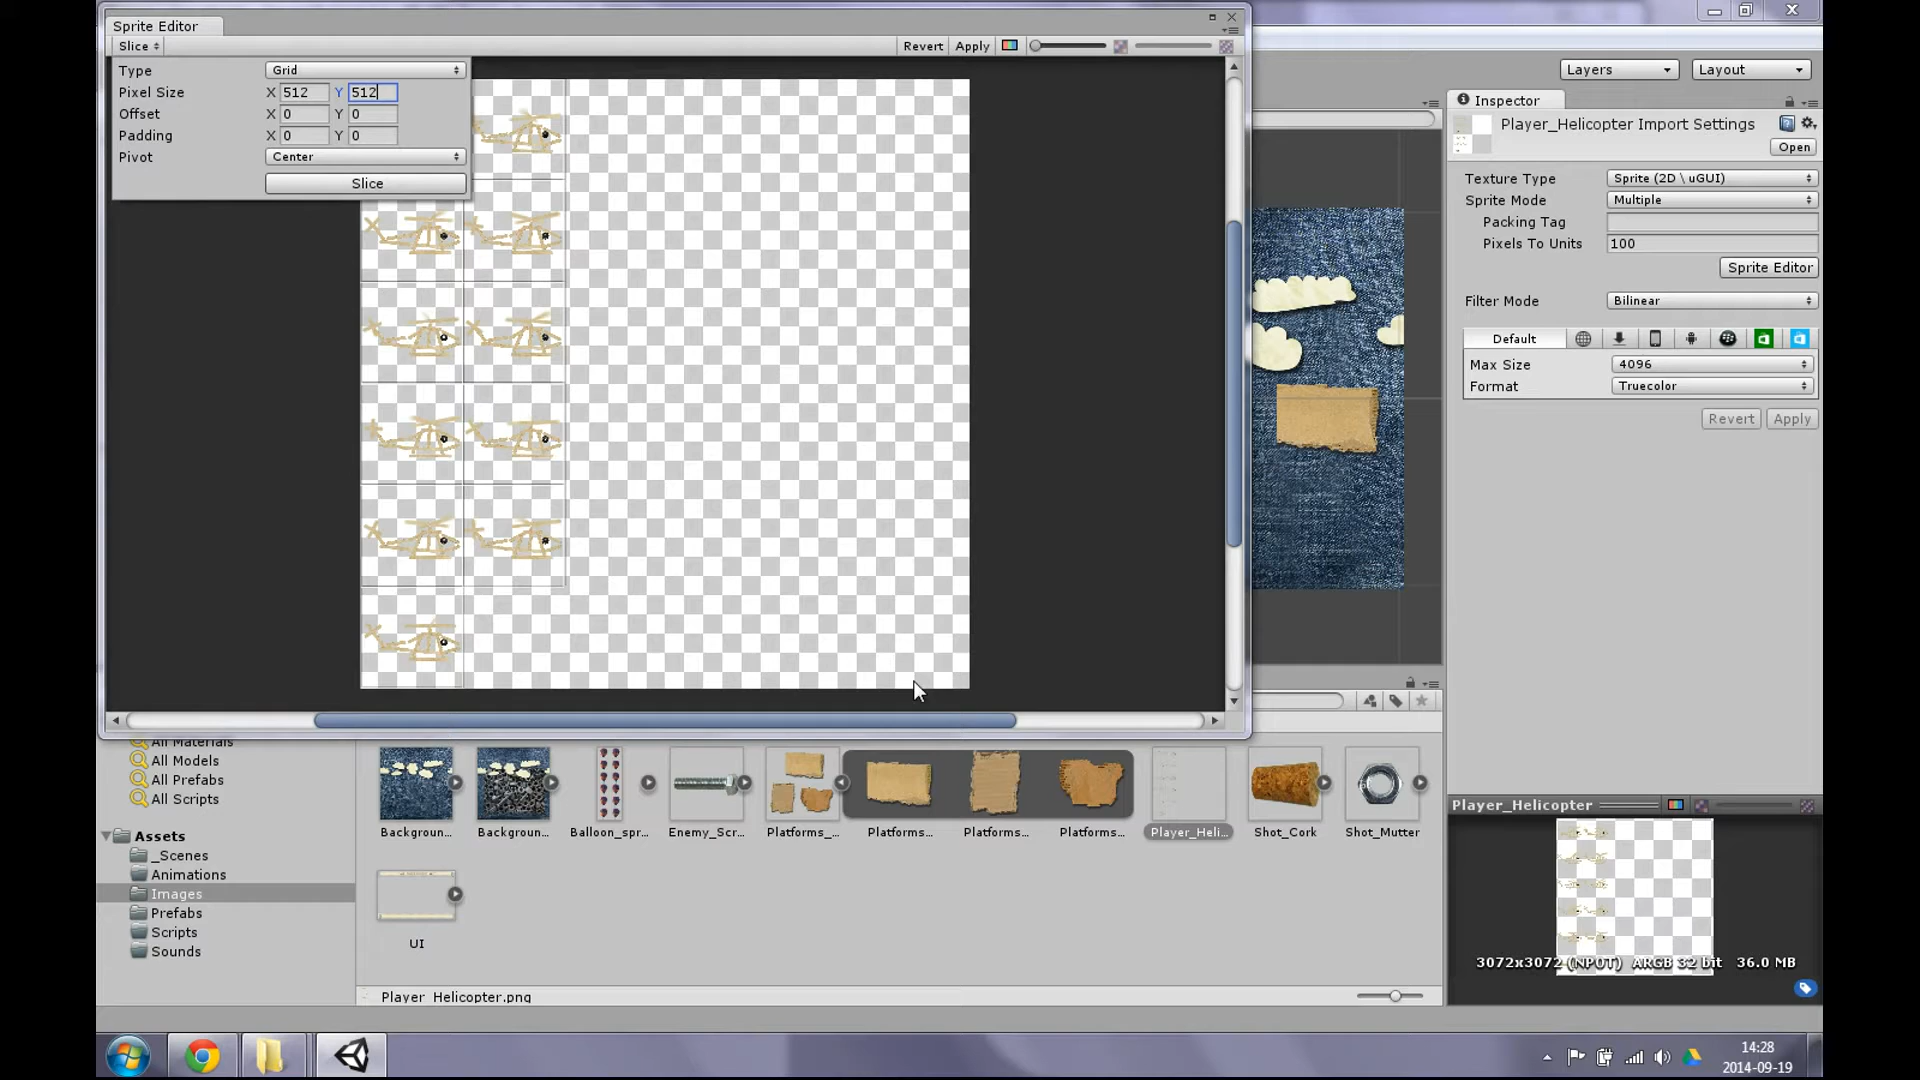 Sprite Editor
Slice
Revert Apply
Type Grid
Pixel Size X 512 Y 512
Offset X 0 Y 0
Padding X 0 Y 0
Pivot Center
Slice
Layers Layout
Inspector
Player_Helicopter Import Settings
Open
Texture Type Sprite (2D \ uGUI)
Sprite Mode Multiple
Packing Tag
Pixels To Units 100
Sprite Editor
Filter Mode Bilinear
Default
Max Size 4096
Format Truecolor
Revert Apply
All Materials
All Models
All Prefabs
All Scripts
Assets
_Scenes
Animations
Images
Prefabs
Scripts
Sounds
Backgroun... Backgroun... Balloon_spr... Enemy_Scr... Platforms_... Platforms... Platforms... Platforms... Player_Heli... Shot_Cork Shot_Mutter
UI
Player_Helicopter.png
Player_Helicopter
3072x3072 (NPOT) ARGB 32 bit 36.0 MB
14:28
2014-09-19